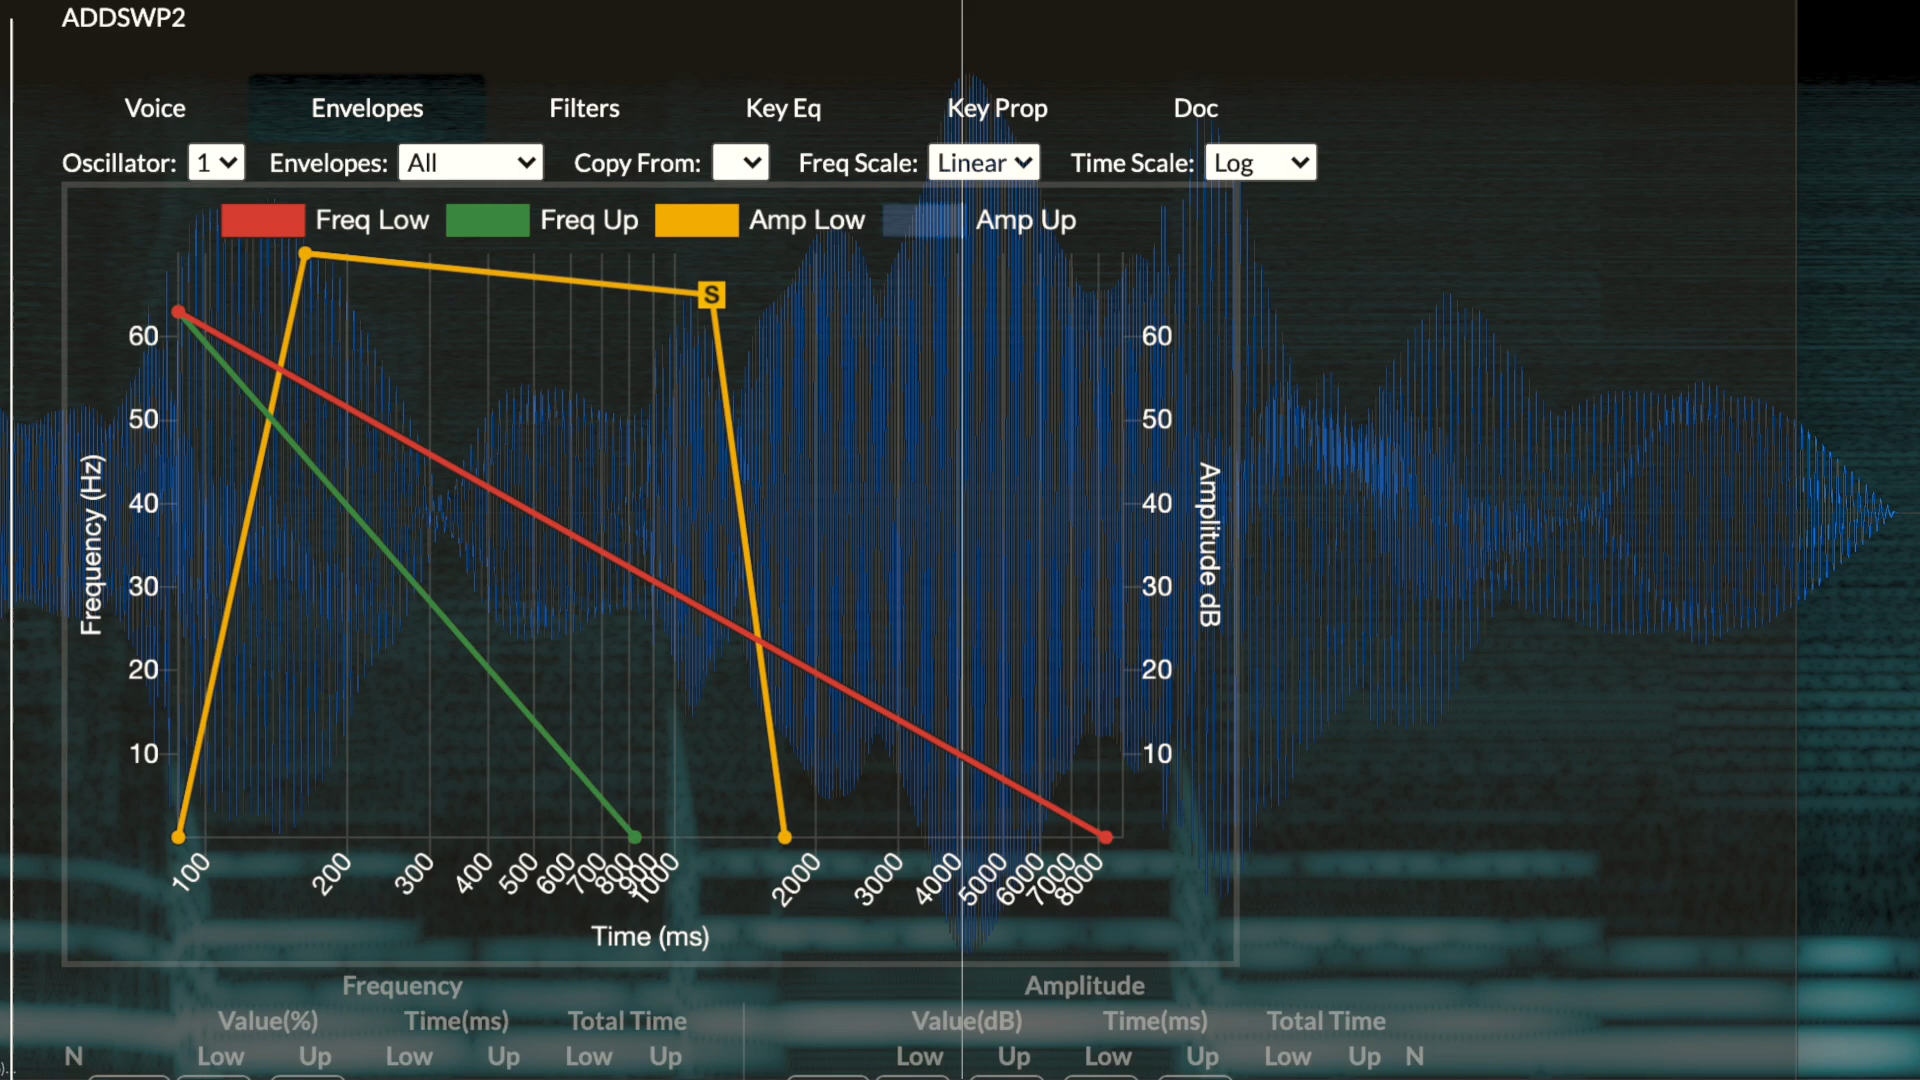 ADDSWP2
Voice Envelopes Filters Key Eq Key Prop Doc
Oscillator: 1 Envelopes: All Copy From: Freq Scale: Linear Time Scale: Log
Freq Low Freq Up Amp Low Amp Up
S
60 60
50 50
40 40
30 30
20 20
10 10
Frequency (Hz)
Amplitude dB
100 200 300 400 500 600 700 800 900 1000 2000 3000 4000 5000 6000 7000 8000
Time (ms)
Frequency Amplitude
Value(%) Time(ms) Total Time Value(dB) Time(ms) Total Time
N Low Up Low Up Low Up Low Up Low Up Low Up N